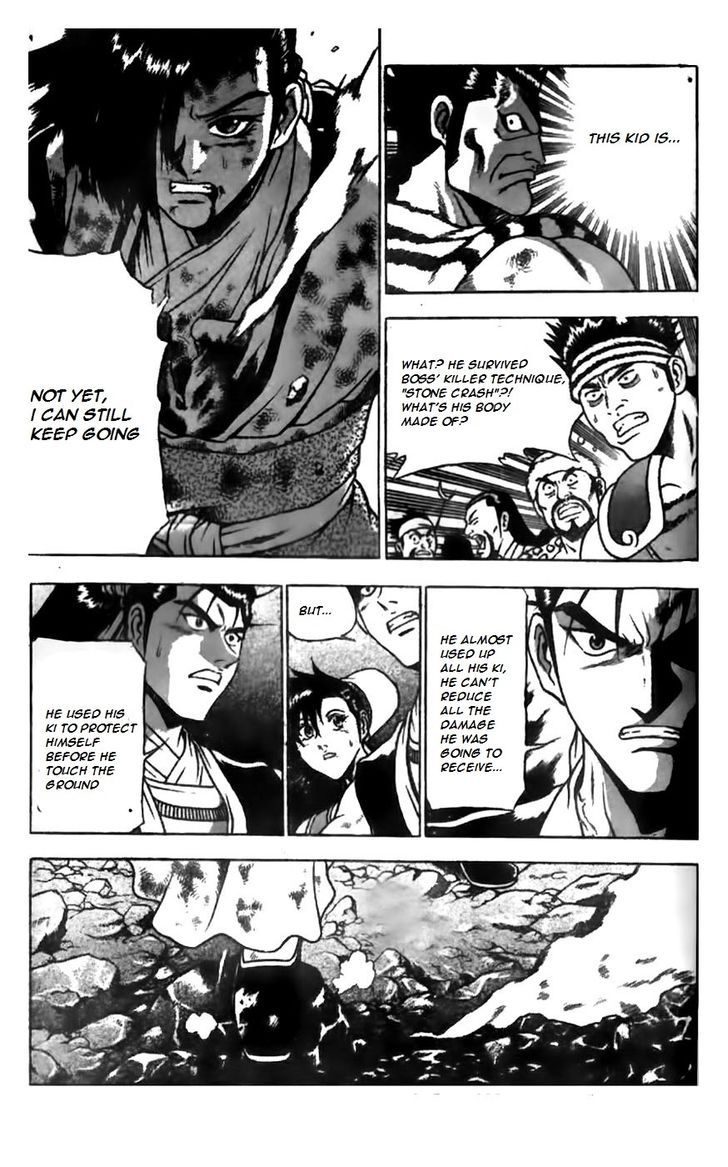 THIS KID IS...
NOT YET,
I CAN STILL
KEEP GOING
WHAT? HE SURVIVED
BOSS' KILLER TECHNIQUE,
"STONE CRASH"?!
WHAT'S HIS BODY
MADE OF?
HE USED HIS
KI TO PROTECT
HIMSELF
BEFORE HE
TOUCH THE
GROUND
BUT...
HE ALMOST
USED UP
ALL HIS KI,
HE CAN'T
REDUCE
ALL THE
DAMAGE
HE WAS
GOING TO
RECEIVE...